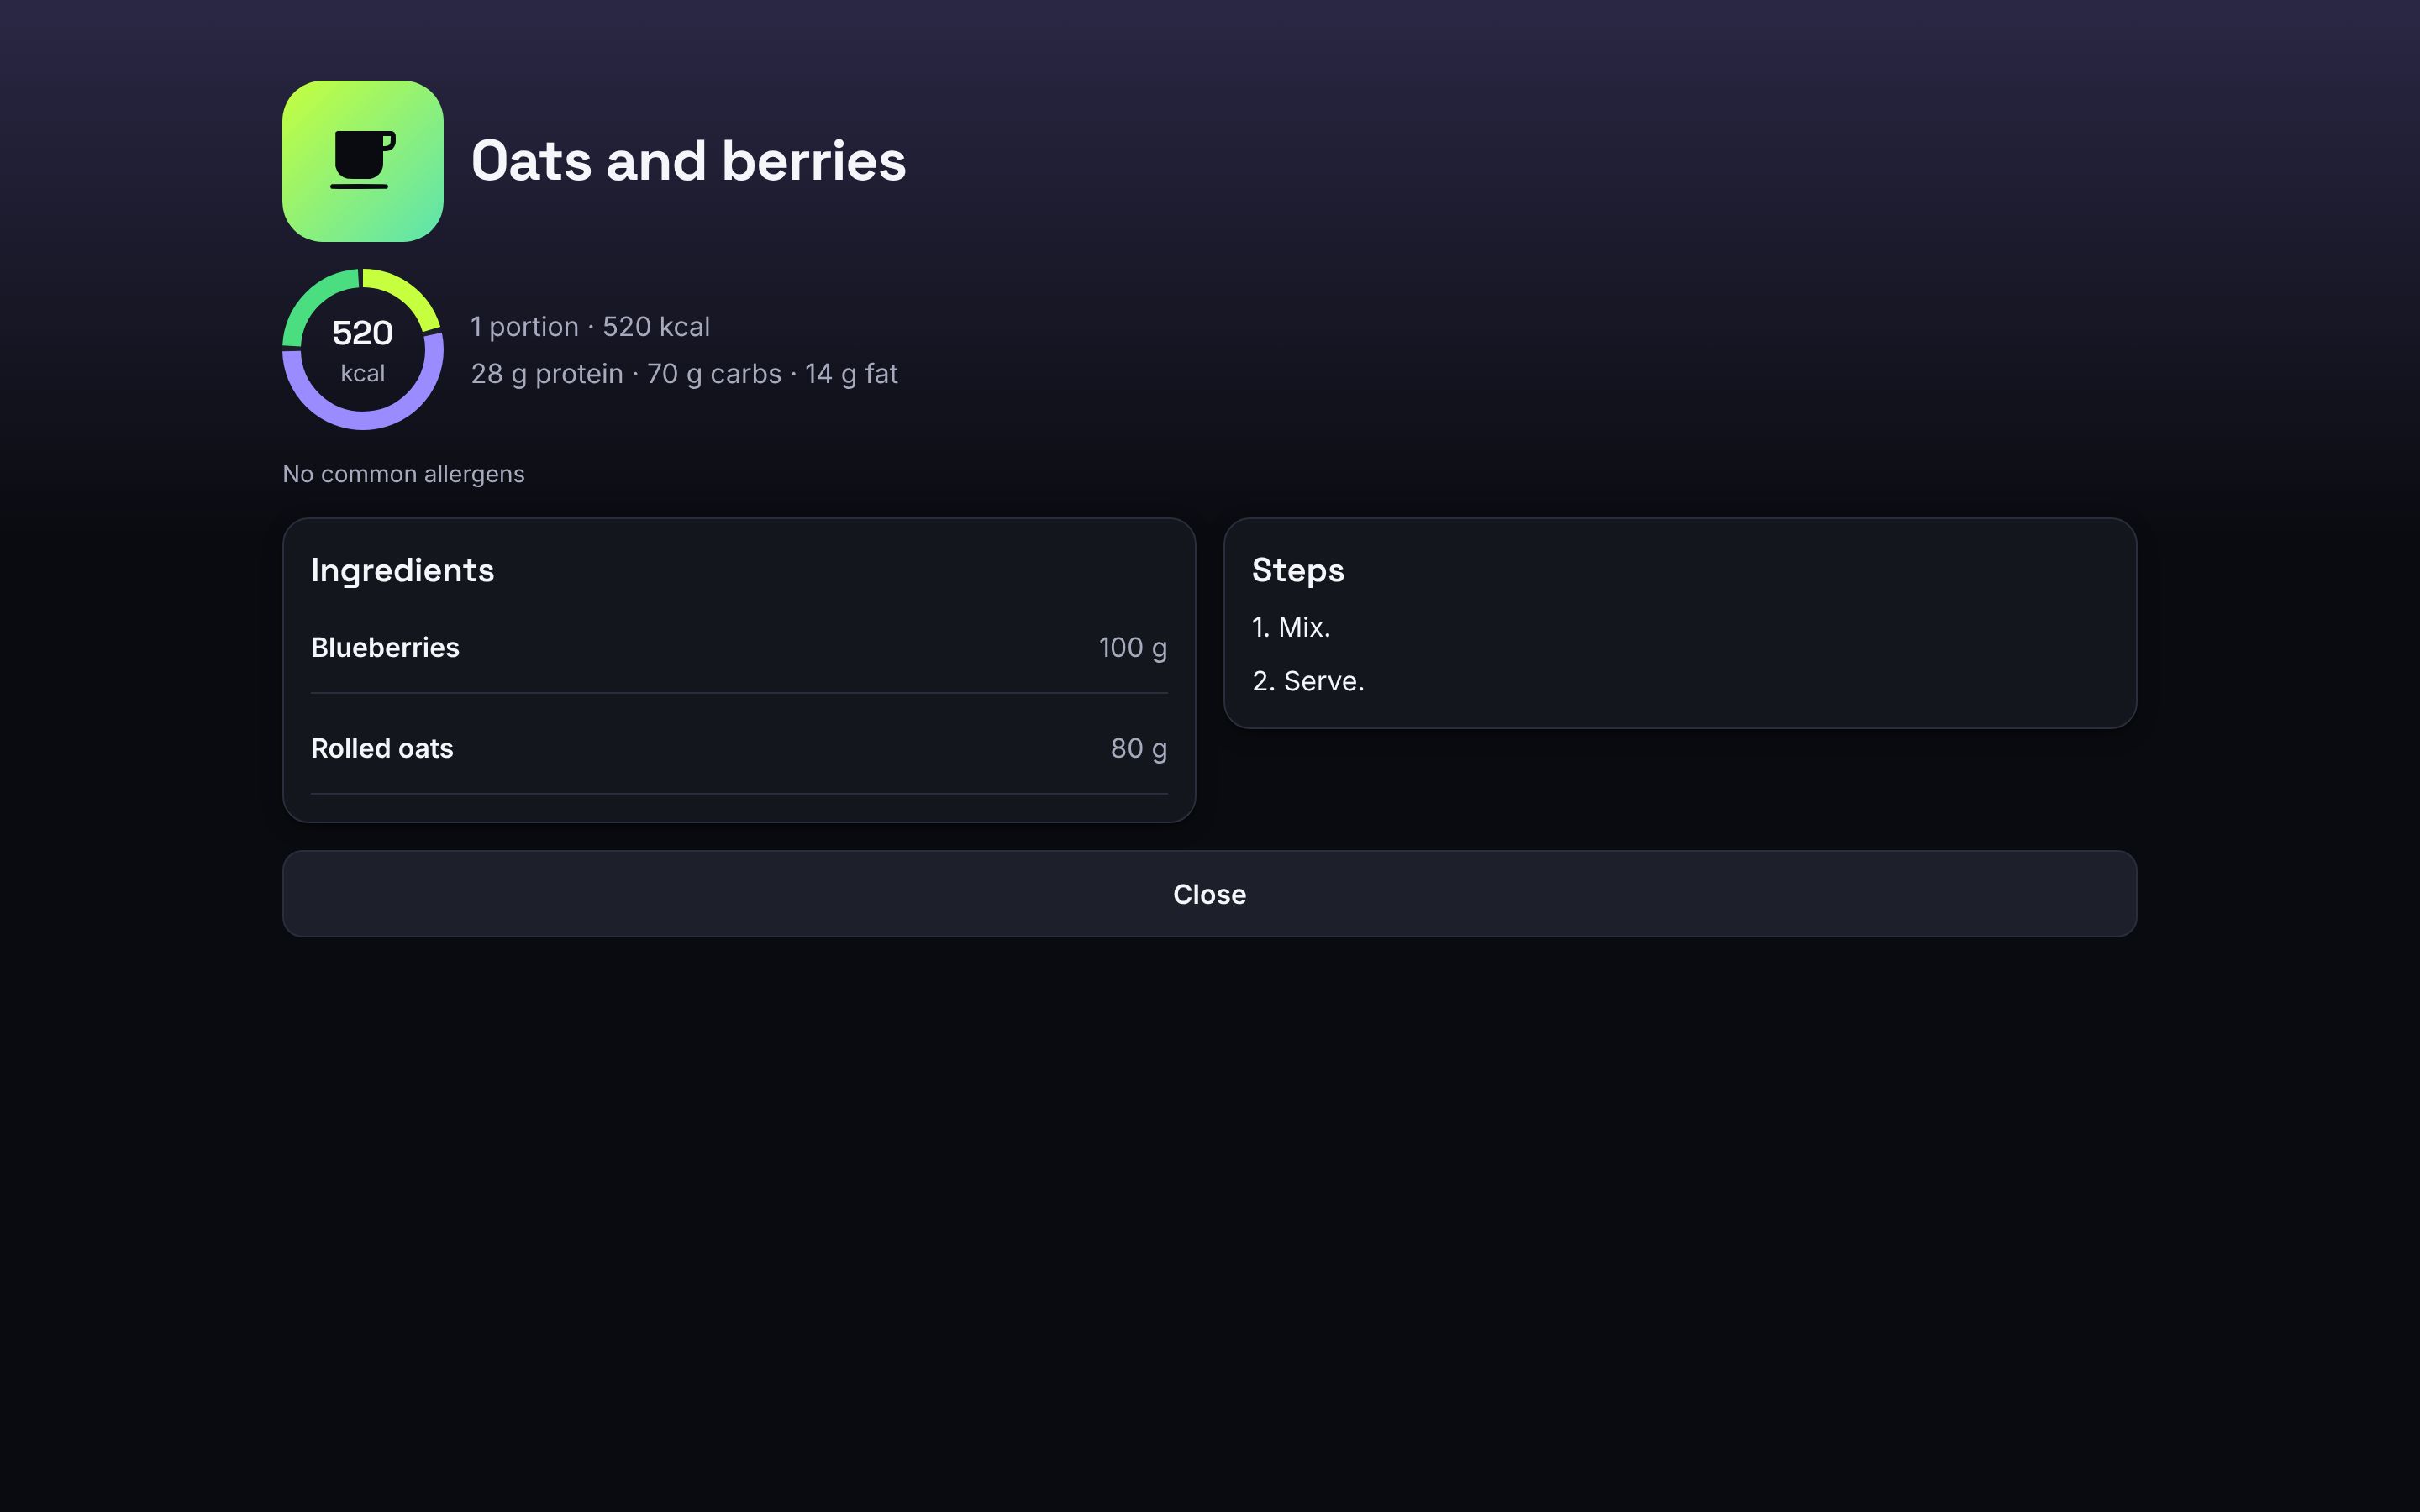 Oats and berries
520
kcal
1 portion · 520 kcal
28 g protein · 70 g carbs · 14 g fat
No common allergens
Ingredients
Blueberries 100 g
Rolled oats 80 g
Steps
1. Mix.
2. Serve.
Close